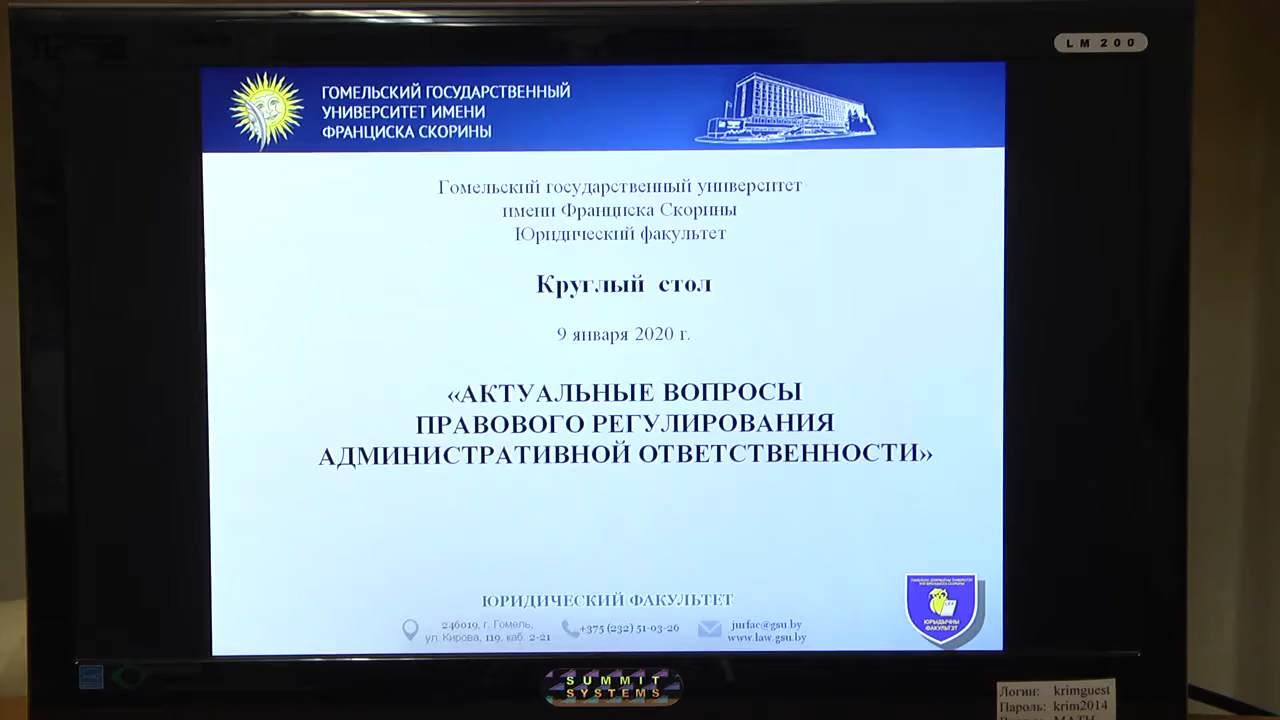 LM 200
ГОМЕЛЬСКИЙ ГОСУДАРСТВЕННЫЙ
УНИВЕРСИТЕТ ИМЕНИ
ФРАНЦИСКА СКОРИНЫ
Гомельский государственный университет
имени Франциска Скорины
Юридический факультет
Круглый стол
9 января 2020 г.
«АКТУАЛЬНЫЕ ВОПРОСЫ
ПРАВОВОГО РЕГУЛИРОВАНИЯ
АДМИНИСТРАТИВНОЙ ОТВЕТСТВЕННОСТИ»
ЮРИДИЧЕСКИЙ ФАКУЛЬТЕТ
246019, г. Гомель,
ул. Кирова, 119, каб. 2-21
+375 (232) 51-03-26
jurfac@gsu.by
www.law.gsu.by
ЮРЫДЫЧНЫ
ФАКУЛЬТЭТ
SUMMIT
SYSTEMS
Логин: krimguest
Пароль: krim2014